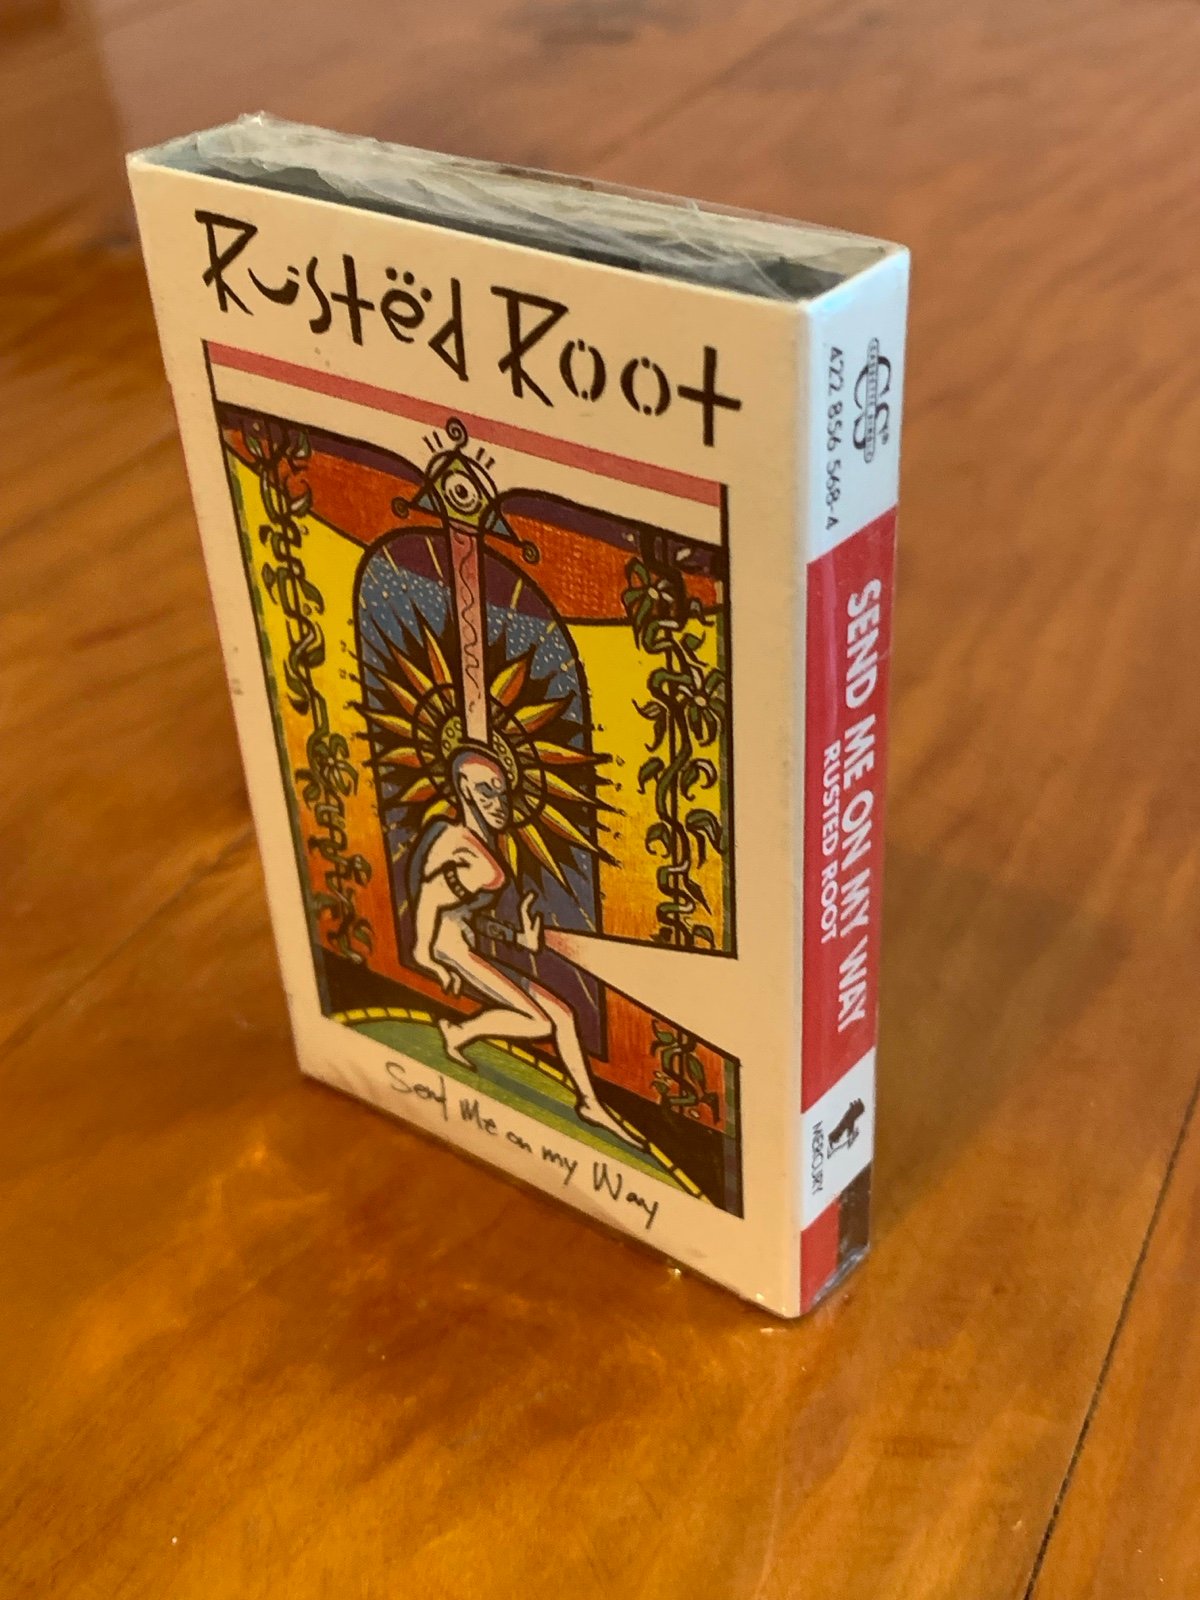 Rustëd Root
Send Me on my Way
CS
422 856 568-4
SEND ME ON MY WAY
RUSTED ROOT
MERCURY